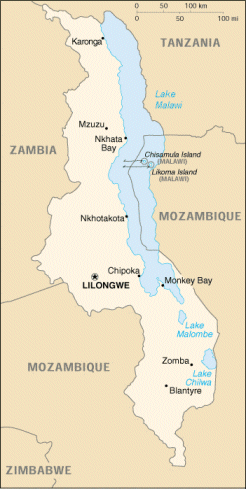 0 50 100 km
0 50 100 mi
Karonga
TANZANIA
Lake
Malawi
Mzuzu
Nkhata
Bay
ZAMBIA
Chisamula Island
(MALAWI)
Likoma Island
(MALAWI)
Nkhotakota
MOZAMBIQUE
Chipoka
LILONGWE
Monkey Bay
Lake
Malombe
MOZAMBIQUE
Zomba
Lake
Chilwa
Blantyre
ZIMBABWE